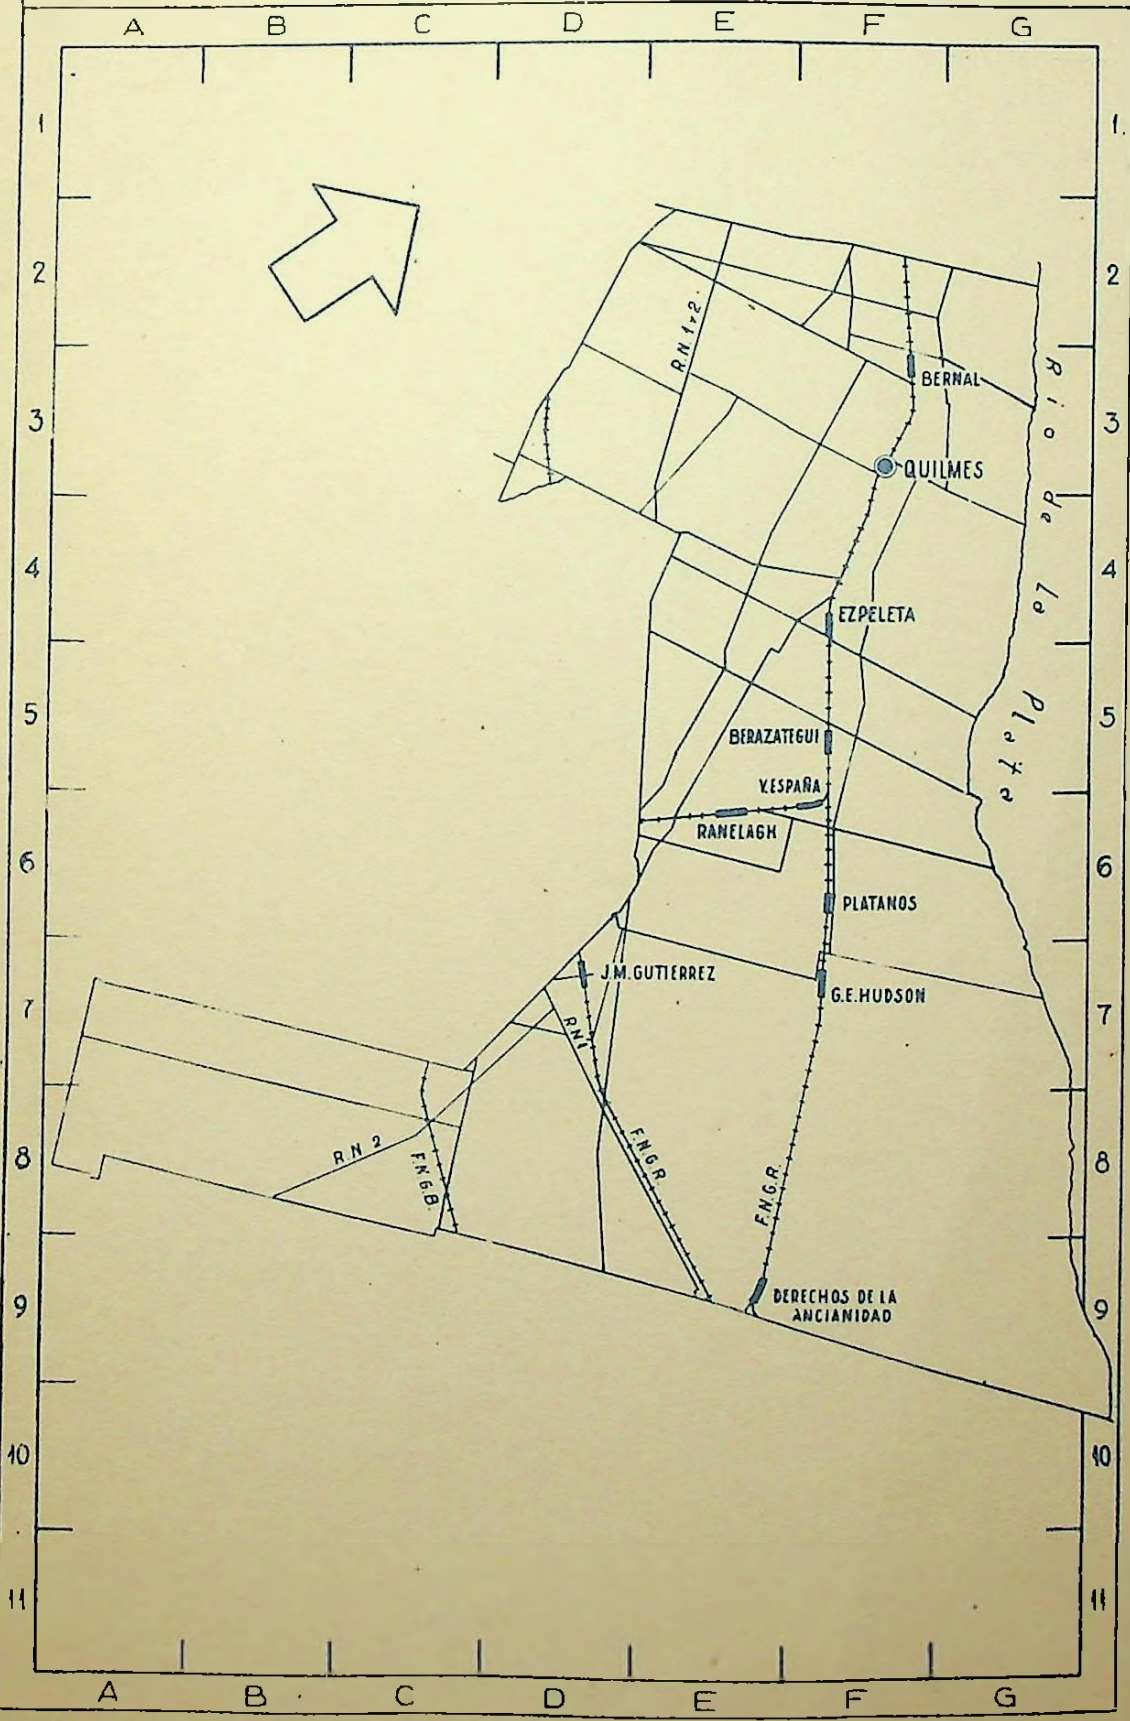 A B C D E F G
1 1.
2 2
R.N. 1 Y 2.
BERNAL
3 3
QUILMES
Rio de la Plata
4 4
EZPELETA
5 5
BERAZATEGUI
V. ESPAÑA
RANELAGH
6 6
PLATANOS
J.M. GUTIERREZ
G.E. HUDSON
7 7
R.N.1
F.N.G.R.
R.N 2
F.N.G.B.
8 8
F.N.G.R.
9 9
DERECHOS DE LA
ANCIANIDAD
10 10
11 11
A B C D E F G